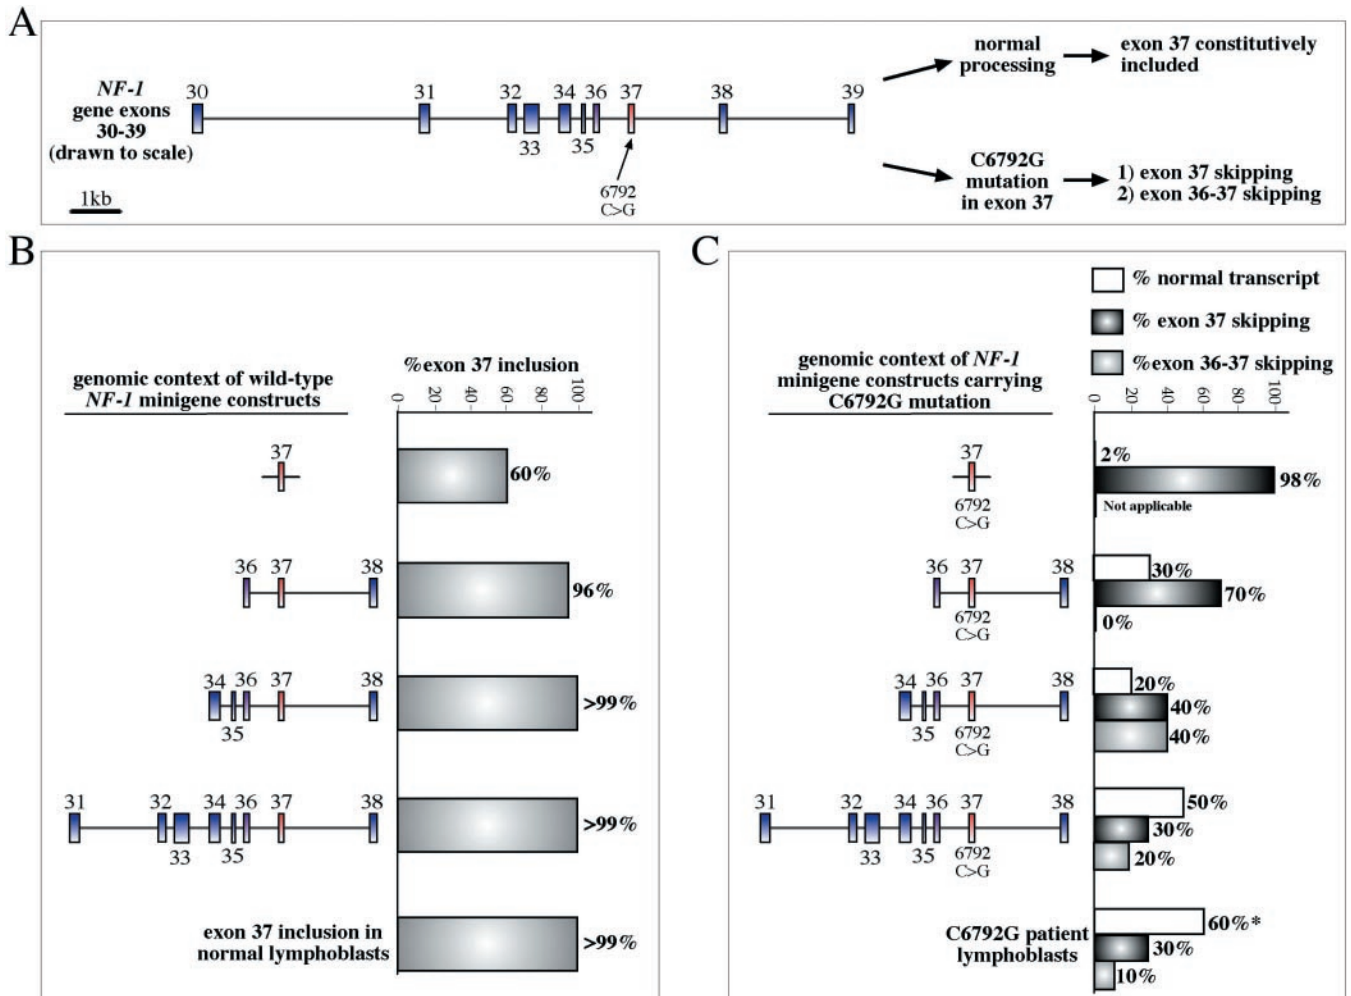 A
NF-1
gene exons
30-39
(drawn to scale)
1kb
30
31
32
33
34
35
36
37
38
39
6792
C>G
normal
processing
exon 37 constitutively
included
C6792G
mutation
in exon 37
1) exon 37 skipping
2) exon 36-37 skipping
B
genomic context of wild-type
NF-1 minigene constructs
%exon 37 inclusion
0 20 40 60 80 100
37
60%
36 37 38
96%
34 36 37 38
35
>99%
31 32 34 36 37 38
33 35
>99%
exon 37 inclusion in
normal lymphoblasts
>99%
C
% normal transcript
% exon 37 skipping
%exon 36-37 skipping
genomic context of NF-1
minigene constructs carrying
C6792G mutation
0 20 40 60 80 100
37
6792
C>G
2%
98%
Not applicable
36 37 38
6792
C>G
30%
70%
0%
34 36 37 38
35 6792
C>G
20%
40%
40%
31 32 34 36 37 38
33 35 6792
C>G
50%
30%
20%
C6792G patient
lymphoblasts
60%*
30%
10%